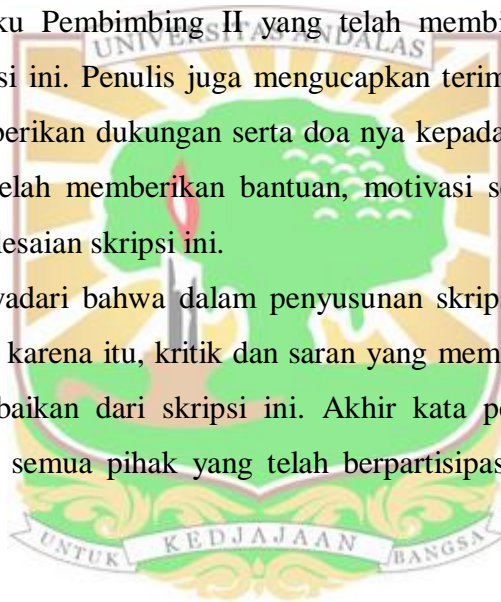 ku Pembimbing II yang telah membi
UNIVERSITAS ANDALAS
si ini. Penulis juga mengucapkan terim
berikan dukungan serta doa nya kepada
elah memberikan bantuan, motivasi s
lesaian skripsi ini.
yadari bahwa dalam penyusunan skrip
karena itu, kritik dan saran yang mem
baikan dari skripsi ini. Akhir kata p
semua pihak yang telah berpartisipas
UNTUK KEDJAJAAN BANGSA